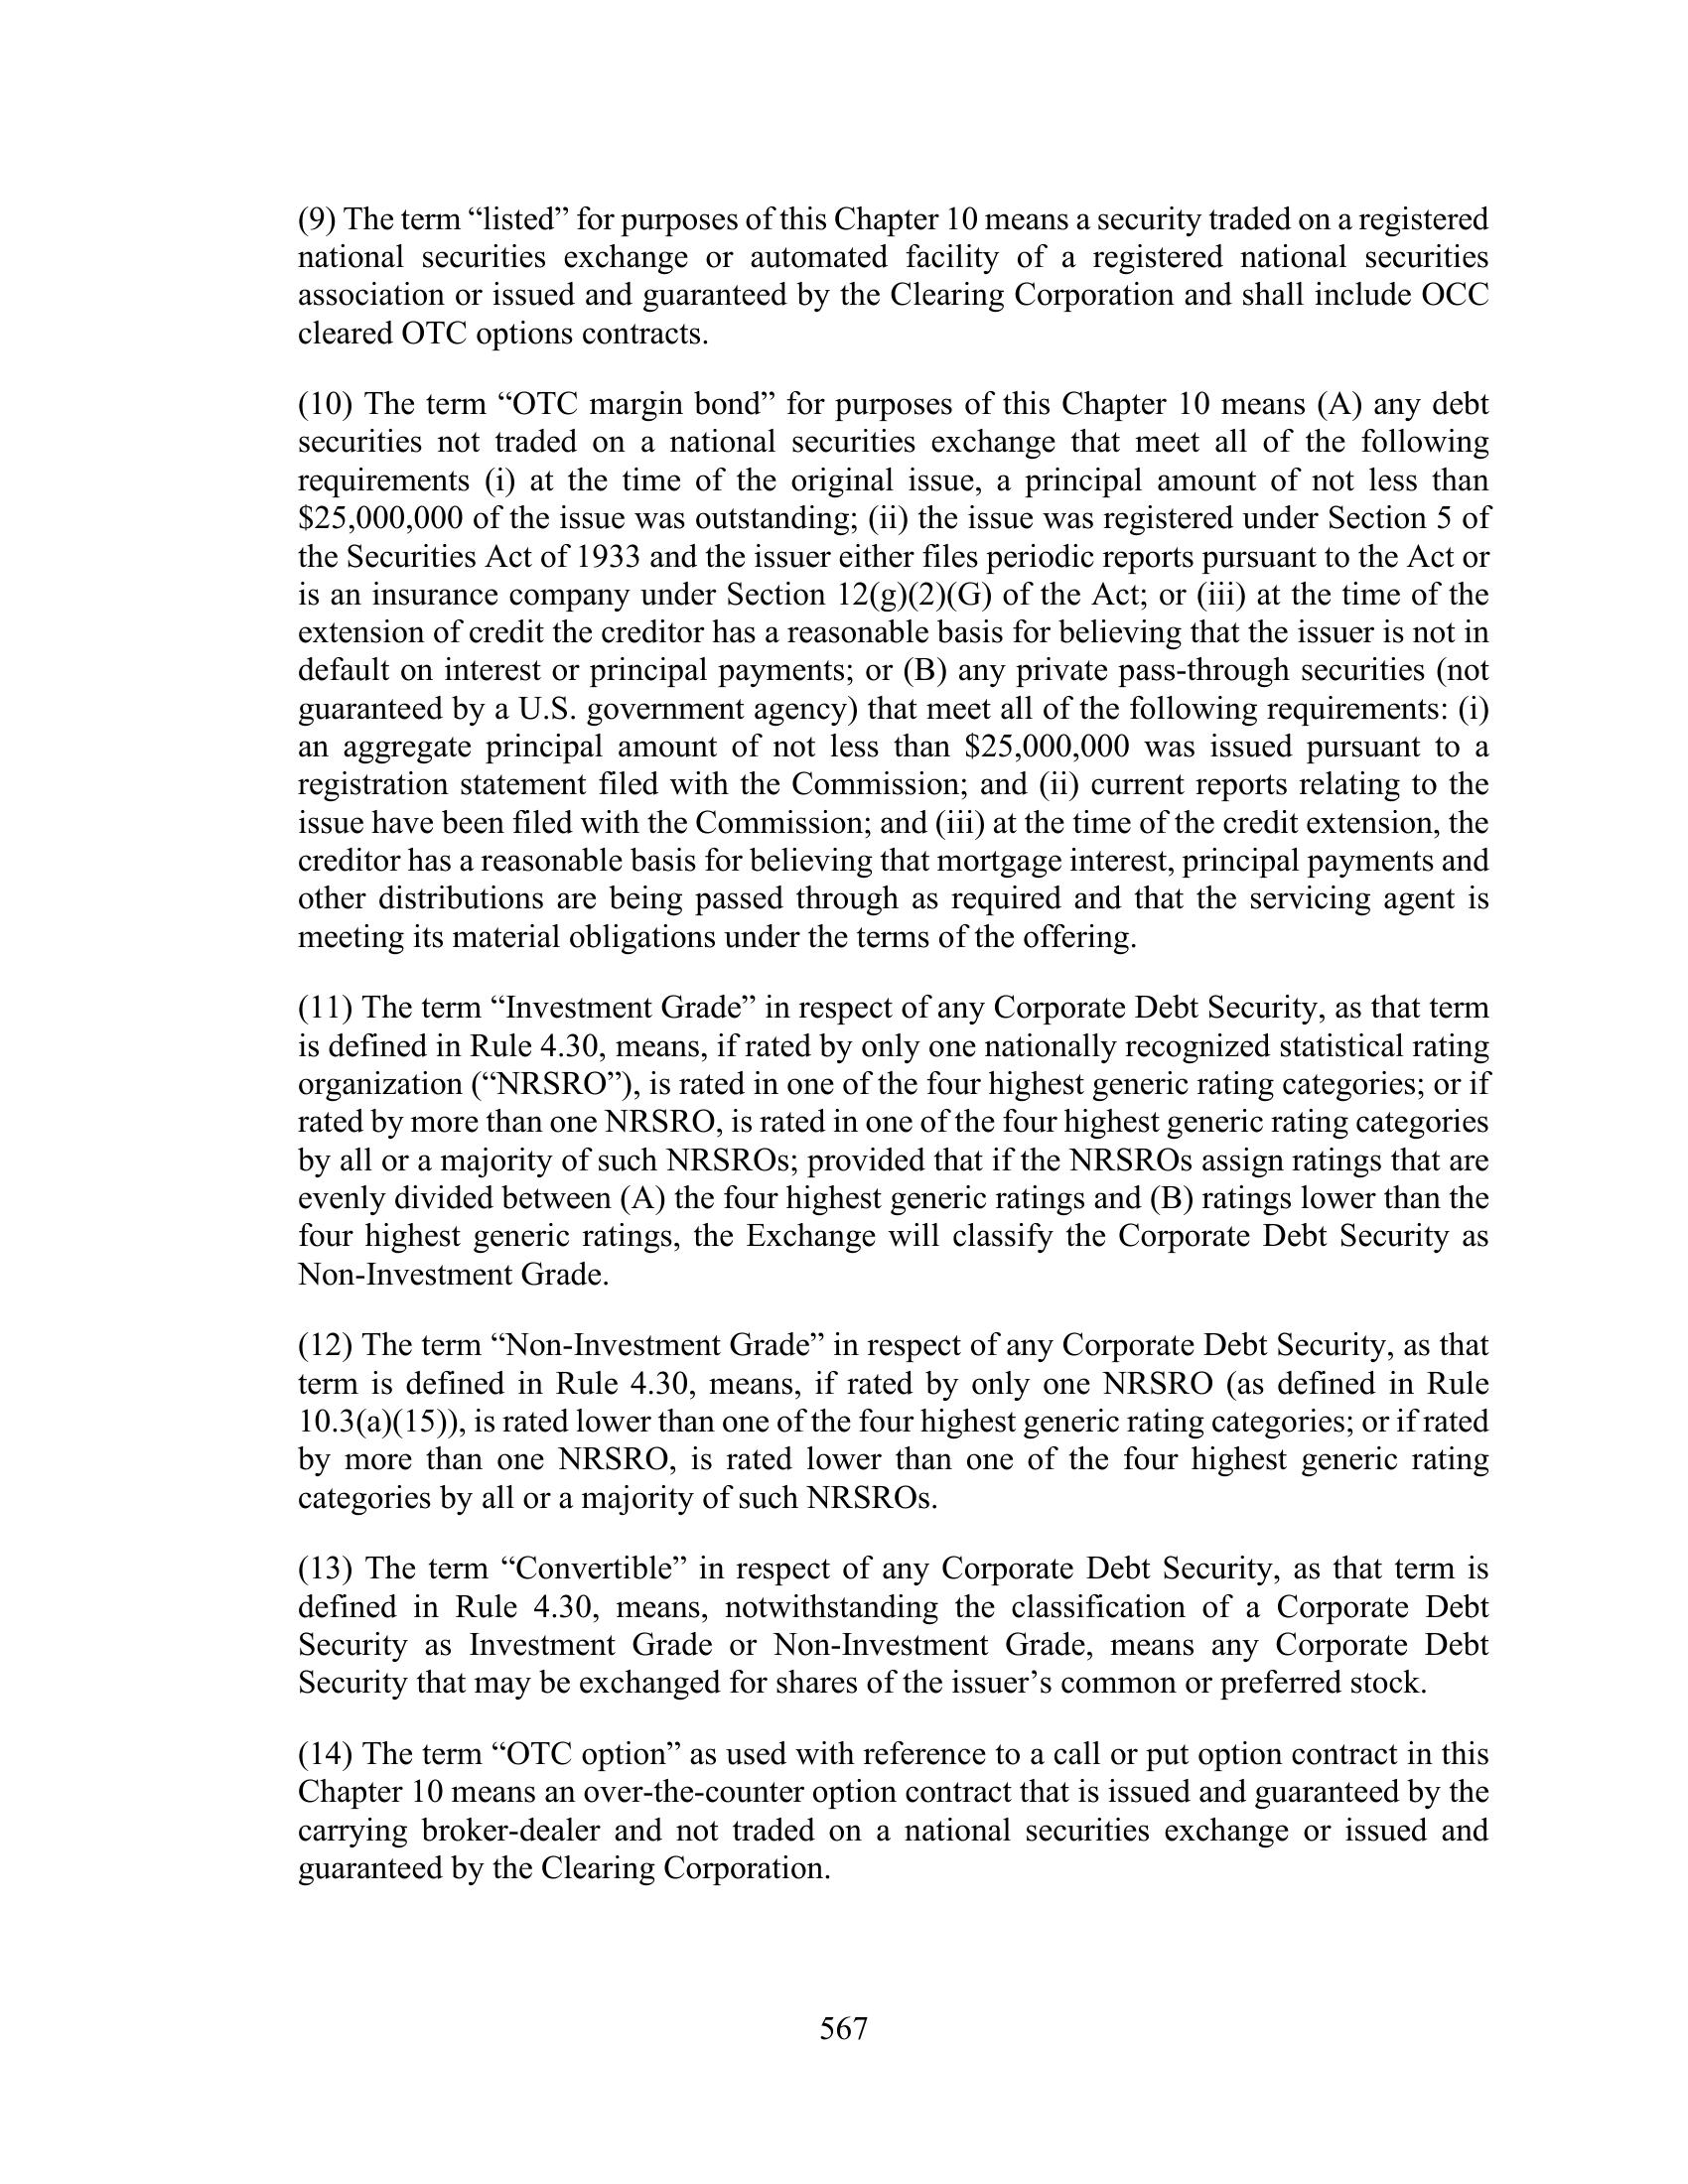 (9) The term “listed” for purposes of this Chapter 10 means a security traded on a registered
national securities exchange or automated facility of a registered national securities
association or issued and guaranteed by the Clearing Corporation and shall include OCC
cleared OTC options contracts.
(10) The term “OTC margin bond” for purposes of this Chapter 10 means (A) any debt
securities not traded on a national securities exchange that meet all of the following
requirements (i) at the time of the original issue, a principal amount of not less than
$25,000,000 of the issue was outstanding; (ii) the issue was registered under Section 5 of
the Securities Act of 1933 and the issuer either files periodic reports pursuant to the Act or
is an insurance company under Section 12(g)(2)(G) of the Act; or (iii) at the time of the
extension of credit the creditor has a reasonable basis for believing that the issuer is not in
default on interest or principal payments; or (B) any private pass-through securities (not
guaranteed by a U.S. government agency) that meet all of the following requirements: (i)
an aggregate principal amount of not less than $25,000,000 was issued pursuant to a
registration statement filed with the Commission; and (ii) current reports relating to the
issue have been filed with the Commission; and (iii) at the time of the credit extension, the
creditor has a reasonable basis for believing that mortgage interest, principal payments and
other distributions are being passed through as required and that the servicing agent is
meeting its material obligations under the terms of the offering.
(11) The term “Investment Grade” in respect of any Corporate Debt Security, as that term
is defined in Rule 4.30, means, if rated by only one nationally recognized statistical rating
organization (“NRSRO”), is rated in one of the four highest generic rating categories; or if
rated by more than one NRSRO, is rated in one of the four highest generic rating categories
by all or a majority of such NRSROs; provided that if the NRSROs assign ratings that are
evenly divided between (A) the four highest generic ratings and (B) ratings lower than the
four highest generic ratings, the Exchange will classify the Corporate Debt Security as
Non-Investment Grade.
(12) The term “Non-Investment Grade” in respect of any Corporate Debt Security, as that
term is defined in Rule 4.30, means, if rated by only one NRSRO (as defined in Rule
10.3(a)(15)), is rated lower than one of the four highest generic rating categories; or if rated
by more than one NRSRO, is rated lower than one of the four highest generic rating
categories by all or a majority of such NRSROs.
(13) The term “Convertible” in respect of any Corporate Debt Security, as that term is
defined in Rule 4.30, means, notwithstanding the classification of a Corporate Debt
Security as Investment Grade or Non-Investment Grade, means any Corporate Debt
Security that may be exchanged for shares of the issuer’s common or preferred stock.
(14) The term “OTC option” as used with reference to a call or put option contract in this
Chapter 10 means an over-the-counter option contract that is issued and guaranteed by the
carrying broker-dealer and not traded on a national securities exchange or issued and
guaranteed by the Clearing Corporation.
567